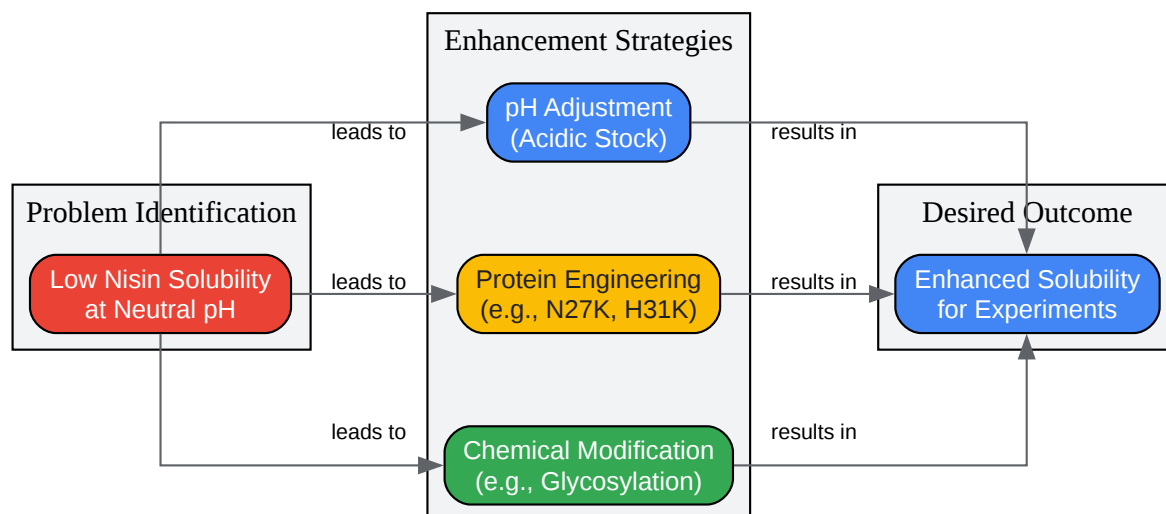 Enhancement Strategies
pH Adjustment
(Acidic Stock)
leads to
results in
Problem Identification
Desired Outcome
Low Nisin Solubility
at Neutral pH
leads to
Protein Engineering
(e.g., N27K, H31K)
results in
Enhanced Solubility
for Experiments
leads to
Chemical Modification
(e.g., Glycosylation)
results in